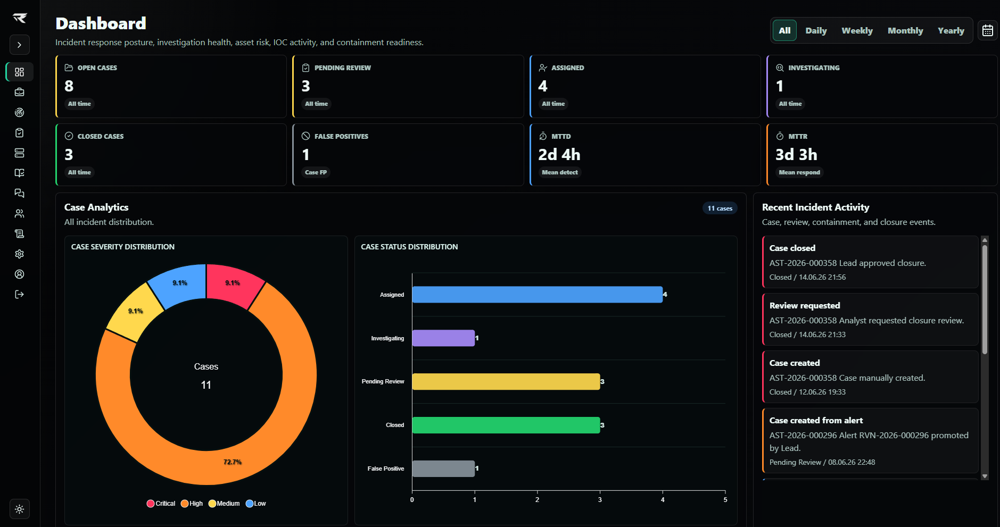 Dashboard
Incident response posture, investigation health, asset risk, IOC activity, and containment readiness.
All Daily Weekly Monthly Yearly
OPEN CASES
8
All time
PENDING REVIEW
3
All time
ASSIGNED
4
All time
INVESTIGATING
1
All time
CLOSED CASES
3
All time
FALSE POSITIVES
1
Case FP
MTTD
2d 4h
Mean detect
MTTR
3d 3h
Mean respond
Case Analytics
11 cases
All incident distribution.
CASE SEVERITY DISTRIBUTION
9.1%
9.1%
9.1%
Cases
11
72.7%
Critical High Medium Low
CASE STATUS DISTRIBUTION
Assigned 4
Investigating 1
Pending Review 3
Closed 3
False Positive 1
0 1 2 3 4 5
Recent Incident Activity
Case, review, containment, and closure events.
Case closed
AST-2026-000358 Lead approved closure.
Closed / 14.06.26 21:56
Review requested
AST-2026-000358 Analyst requested closure review.
Closed / 14.06.26 21:33
Case created
AST-2026-000358 Case manually created.
Closed / 12.06.26 19:33
Case created from alert
AST-2026-000296 Alert RVN-2026-000296 promoted
by Lead.
Pending Review / 08.06.26 22:48